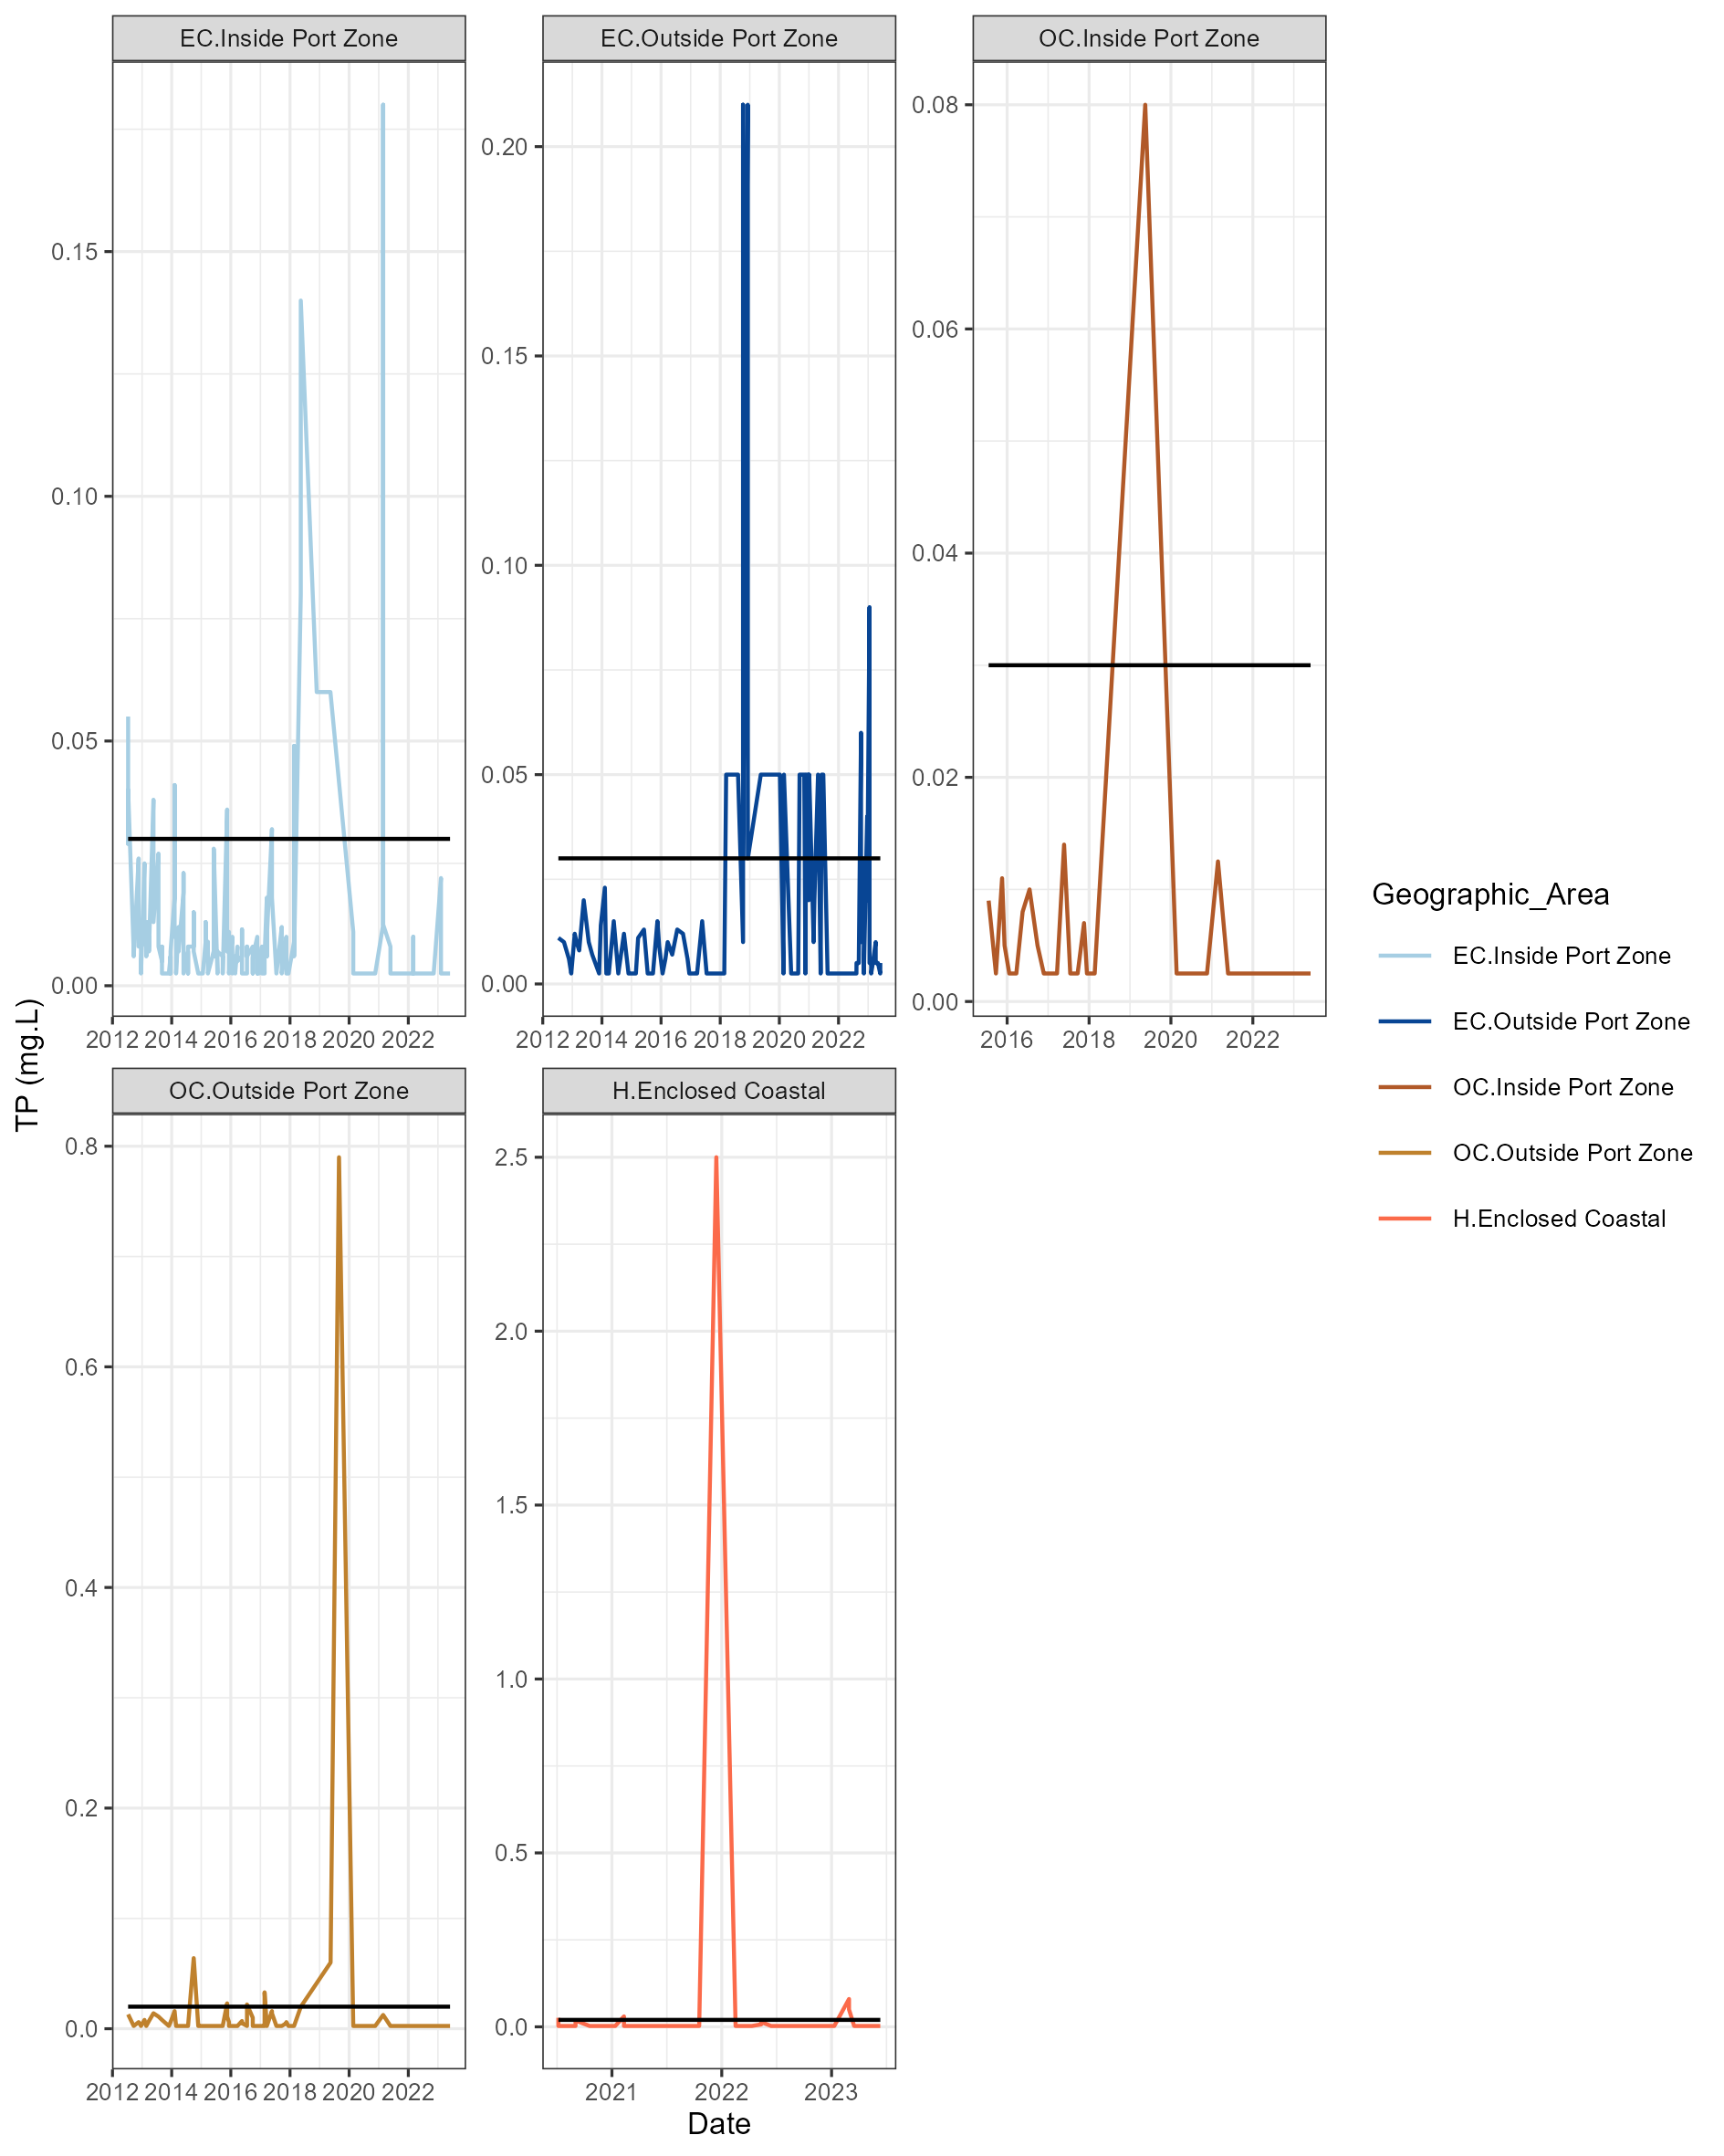 EC.Inside Port Zone
EC.Outside Port Zone
OC.Inside Port Zone
0.15
0.10
0.05
0.00
0.20
0.15
0.10
0.05
0.00
0.08
0.06
0.04
0.02
0.00
2012 2014 2016 2018 2020 2022
2012 2014 2016 2018 2020 2022
2016 2018 2020 2022
TP (mg.L)
OC.Outside Port Zone
H.Enclosed Coastal
0.8
0.6
0.4
0.2
0.0
2.5
2.0
1.5
1.0
0.5
0.0
2012 2014 2016 2018 2020 2022
2021 2022 2023
Date
Geographic_Area
EC.Inside Port Zone
EC.Outside Port Zone
OC.Inside Port Zone
OC.Outside Port Zone
H.Enclosed Coastal